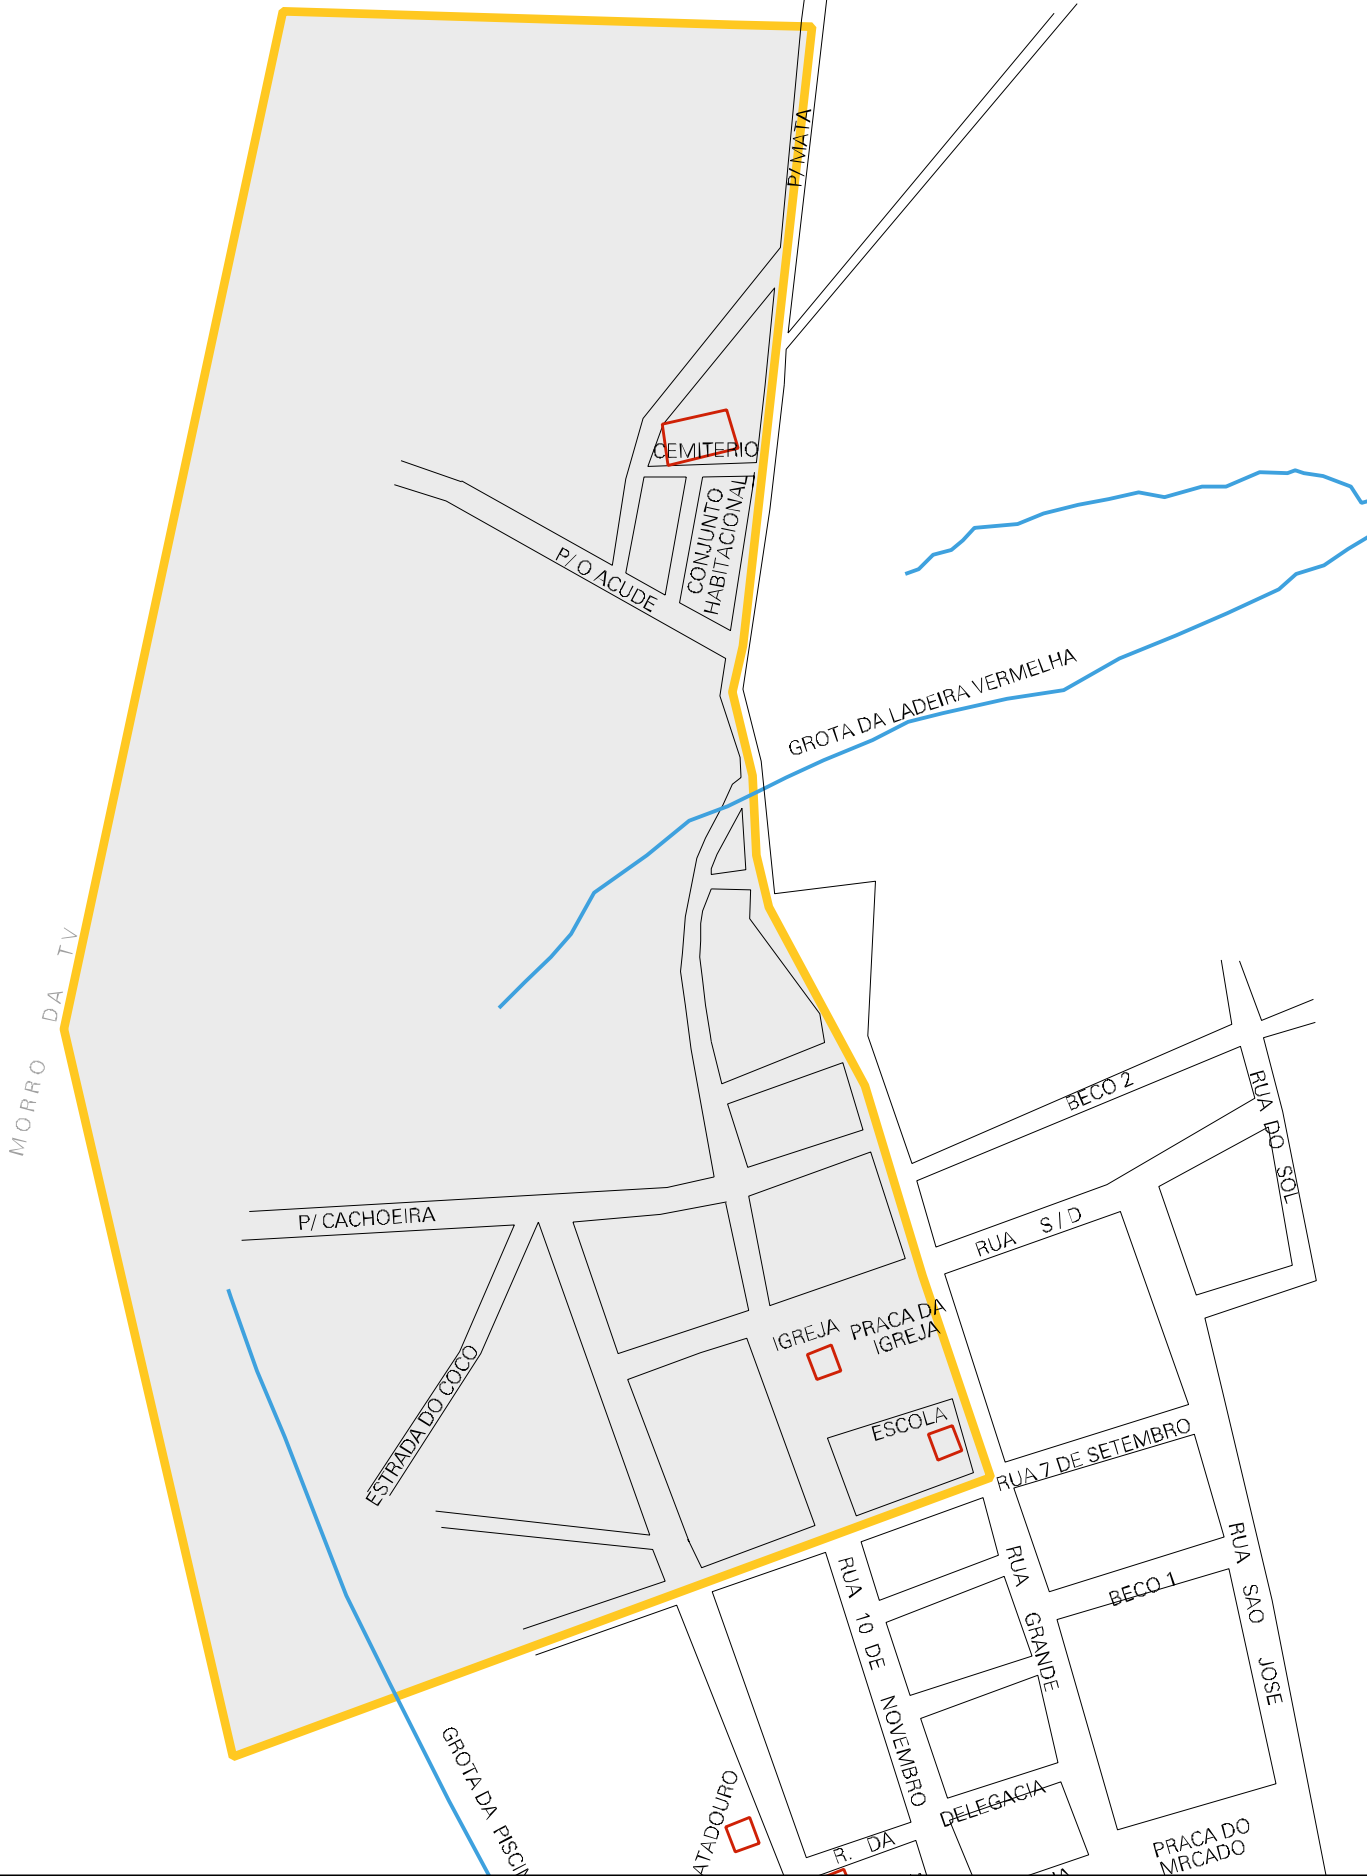 P/ MATA
CEMITERIO
CONJUNTO
HABITACIONAL
P/ O ACUDE
GROTA DA LADEIRA VERMELHA
MORRO DA TV
BECO 2
RUA DO SOL
P/ CACHOEIRA
RUA S / D
IGREJA
PRACA DA
IGREJA
ESTRADA DO COCO
ESCOLA
RUA 7 DE SETEMBRO
RUA 10 DE NOVEMBRO
RUA GRANDE
BECO 1
RUA SAO JOSE
GROTA DA PISCIN
ATADOURO
DELEGACIA
R. DA
PRACA DO
MRCADO